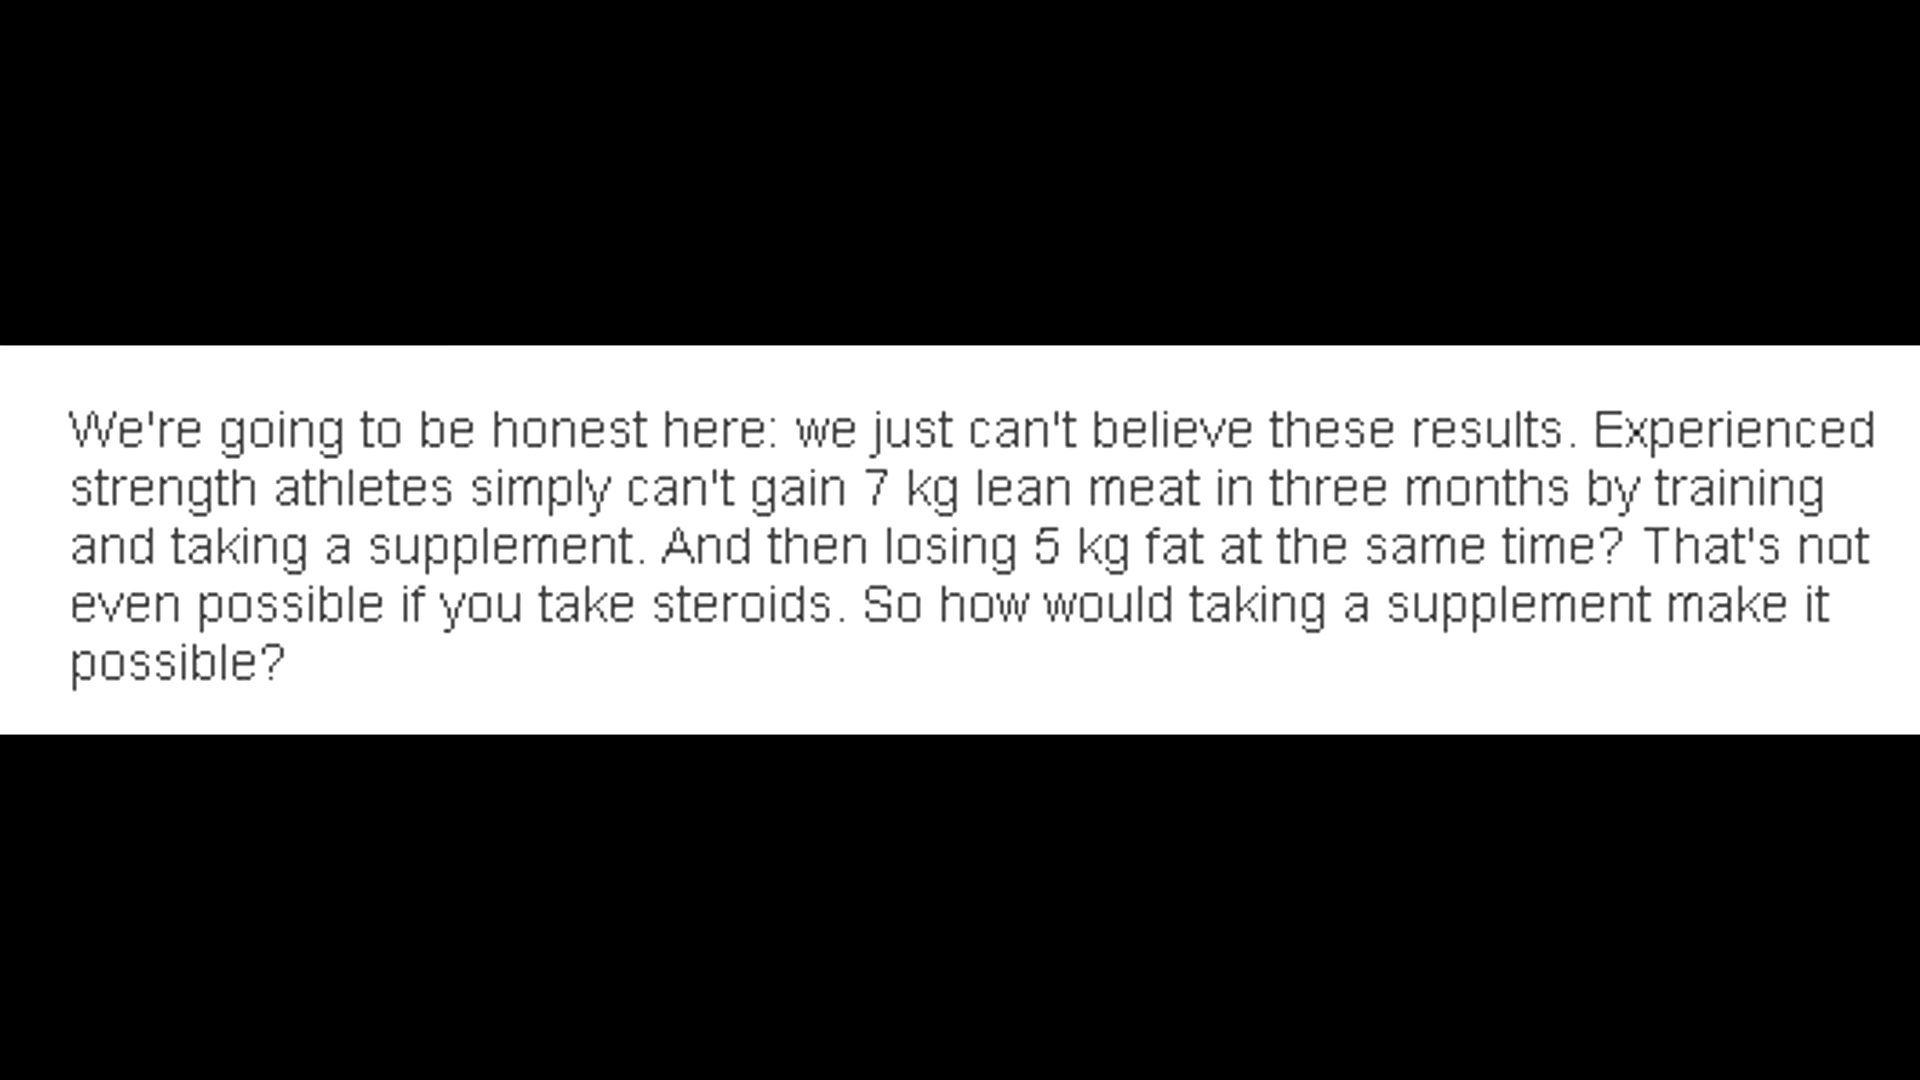 We're going to be honest here: we just can't believe these results. Experienced
strength athletes simply can't gain 7 kg lean meat in three months by training
and taking a supplement. And then losing 5 kg fat at the same time? That's not
even possible if you take steroids. So how would taking a supplement make it
possible?